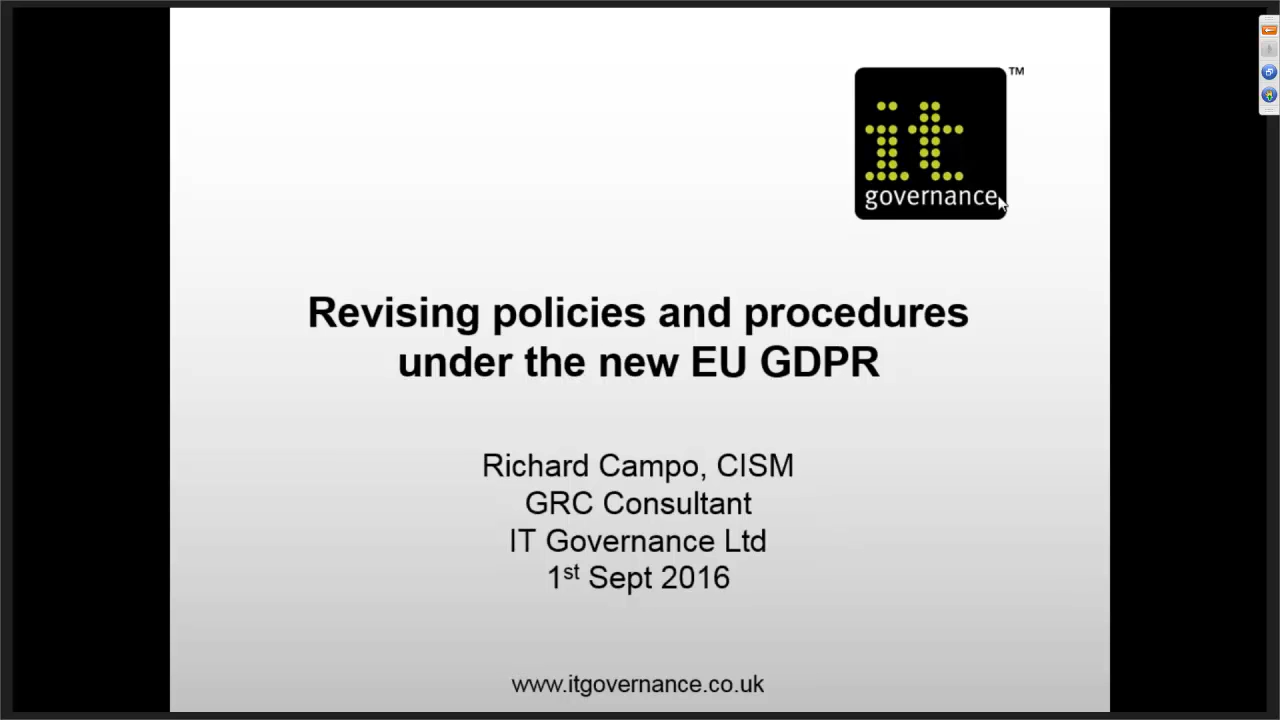 it
governance
TM
Revising policies and procedures
under the new EU GDPR
Richard Campo, CISM
GRC Consultant
IT Governance Ltd
1st Sept 2016
www.itgovernance.co.uk